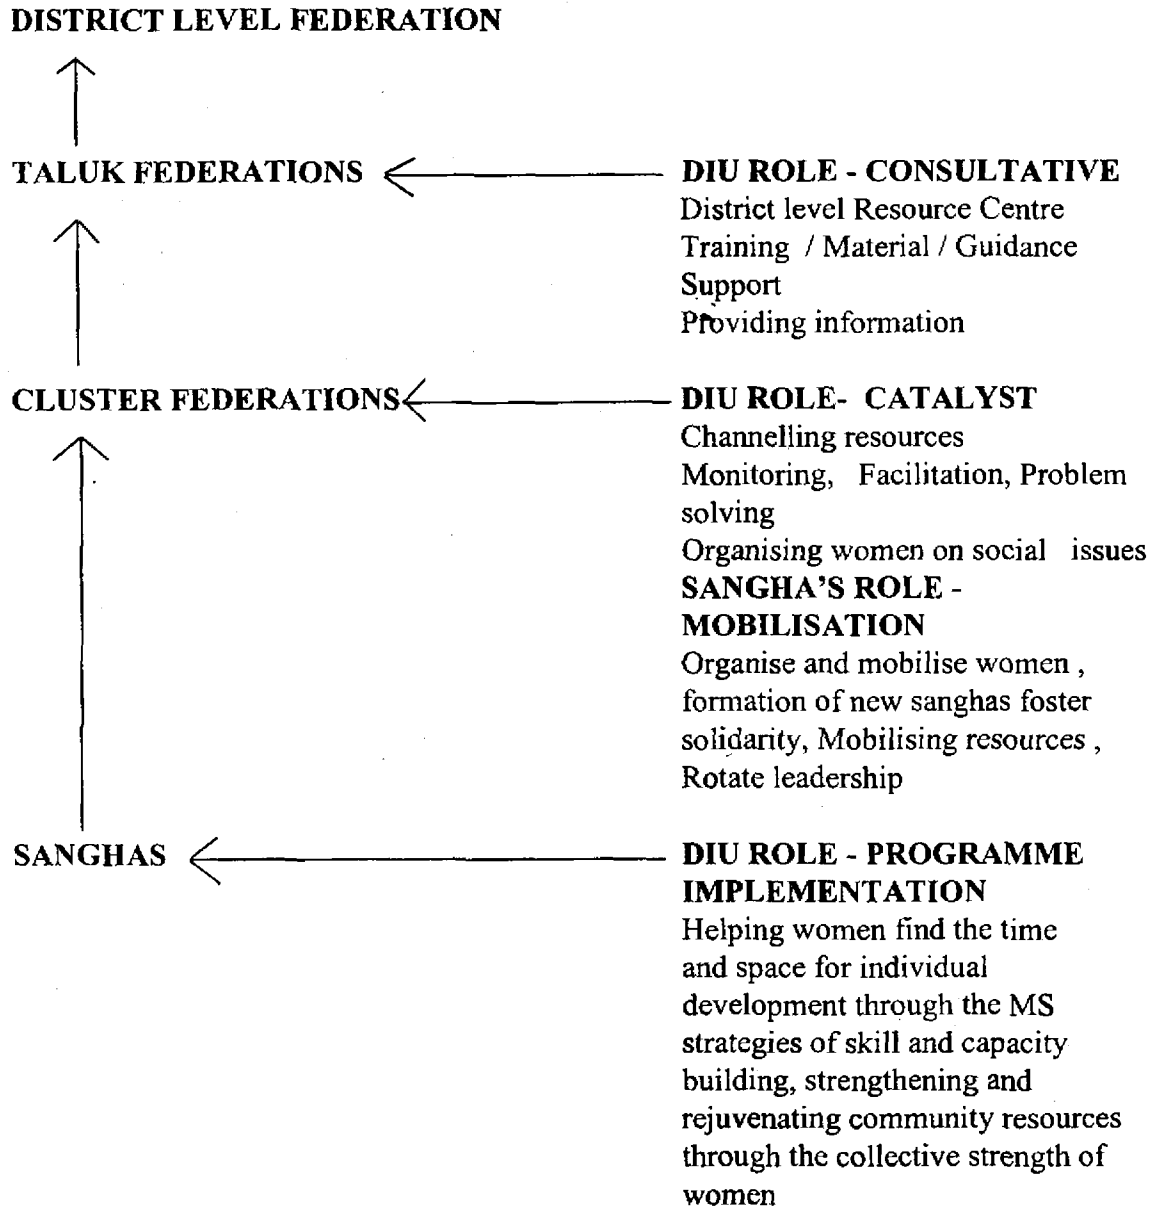 DISTRICT LEVEL FEDERATION
TALUK FEDERATIONS
DIU ROLE - CONSULTATIVE
District level Resource Centre
Training / Material / Guidance
Support
Providing information
CLUSTER FEDERATIONS
DIU ROLE- CATALYST
Channelling resources
Monitoring, Facilitation, Problem
solving
Organising women on social issues
SANGHA'S ROLE -
MOBILISATION
Organise and mobilise women ,
formation of new sanghas foster
solidarity, Mobilising resources ,
Rotate leadership
SANGHAS
DIU ROLE - PROGRAMME
IMPLEMENTATION
Helping women find the time
and space for individual
development through the MS
strategies of skill and capacity
building, strengthening and
rejuvenating community resources
through the collective strength of
women